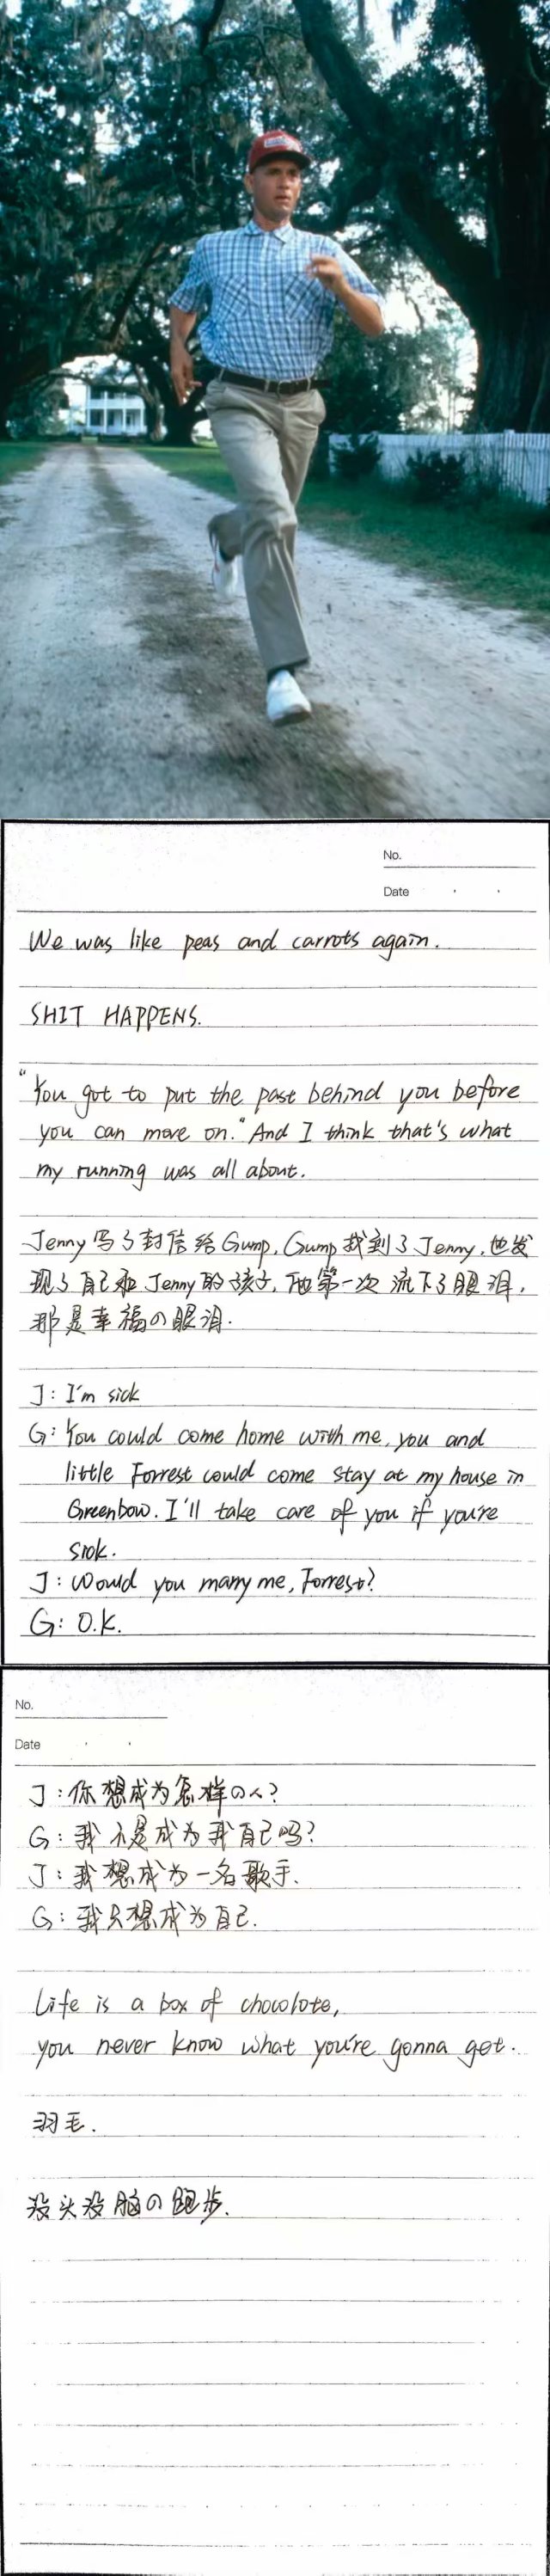 No.
Date
We was like peas and carrots again.
SHIT HAPPENS.
"You got to put the past behind you before
you can move on." And I think that's what
my running was all about.
Jenny写了封信给Gump, Gump找到了Jenny, 他发
现了自己和Jenny的孩子, 他第一次流下了眼泪,
那是幸福の眼泪.
J: I'm sick
G: You could come home with me, you and
little Forrest could come stay at my house in
Greenbow. I'll take care of you if you're
sick.
J: Would you marry me, Forrest?
G: O.K.
No.
Date
J: 你想成为怎样の人?
G: 我不是成为我自己吗?
J: 我想成为一名歌手.
G: 我只想成为自己.
Life is a box of chocolate,
you never know what you're gonna get.
羽毛.
没头没脑の跑步.